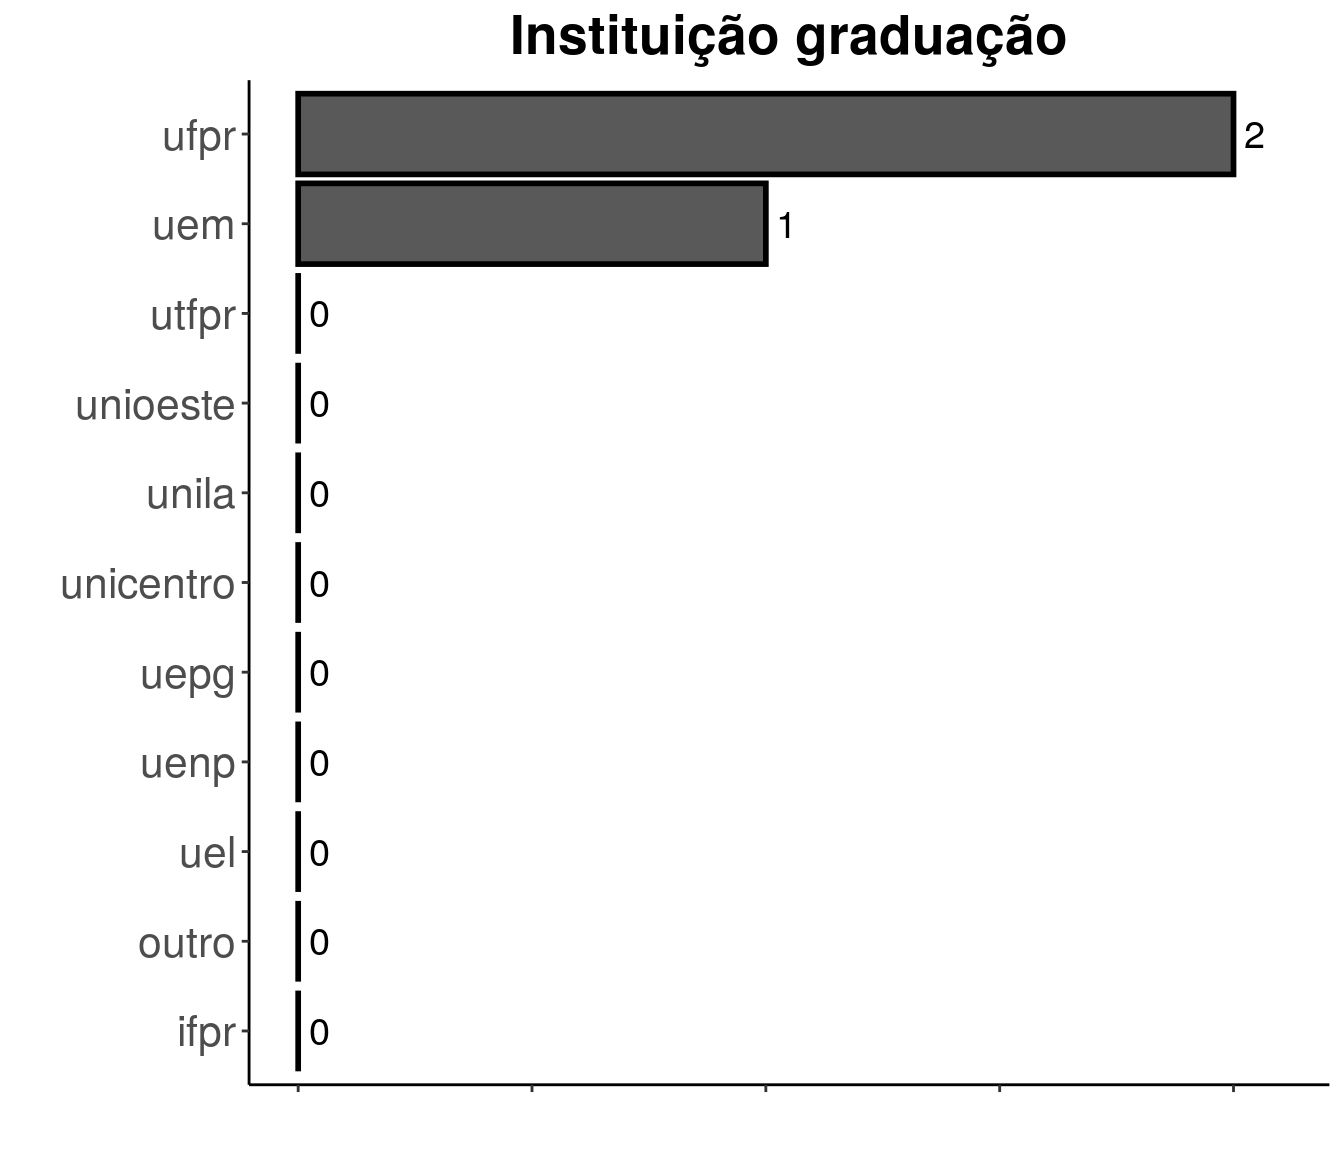 Instituição graduação
ufpr 2
uem 1
utfpr 0
unioeste 0
unila 0
unicentro 0
uepg 0
uenp 0
uel 0
outro 0
ifpr 0